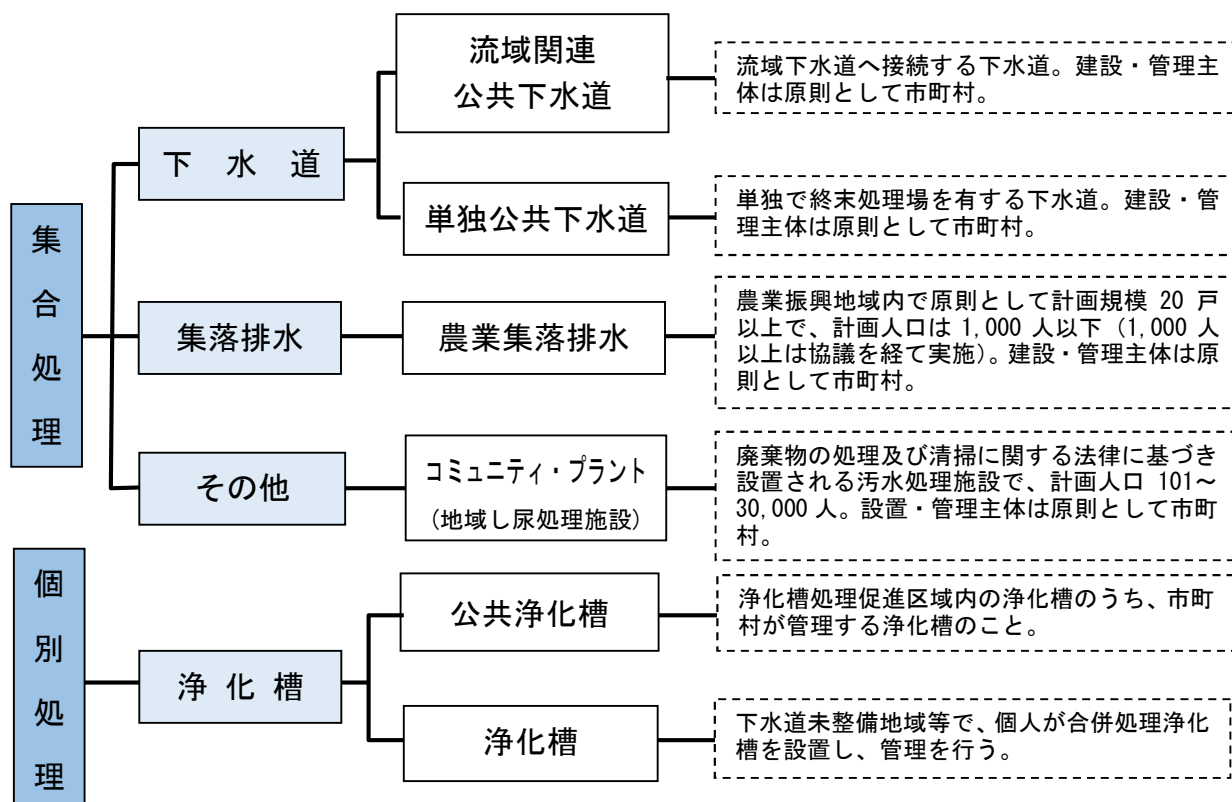 集合処理
下水道
流域関連
公共下水道
流域下水道へ接続する下水道。建設・管理主
体は原則として市町村。
単独公共下水道
単独で終末処理場を有する下水道。建設・管
理主体は原則として市町村。
集落排水
農業集落排水
農業振興地域内で原則として計画規模 20 戸
以上で、計画人口は 1,000 人以下（1,000 人
以上は協議を経て実施）。建設・管理主体は原
則として市町村。
その他
コミュニティ・プラント
（地域し尿処理施設）
廃棄物の処理及び清掃に関する法律に基づき
設置される汚水処理施設で、計画人口 101～
30,000 人。設置・管理主体は原則として市町
村。
個別処理
浄化槽
公共浄化槽
浄化槽処理促進区域内の浄化槽のうち、市町
村が管理する浄化槽のこと。
浄化槽
下水道未整備地域等で、個人が合併処理浄化
槽を設置し、管理を行う。